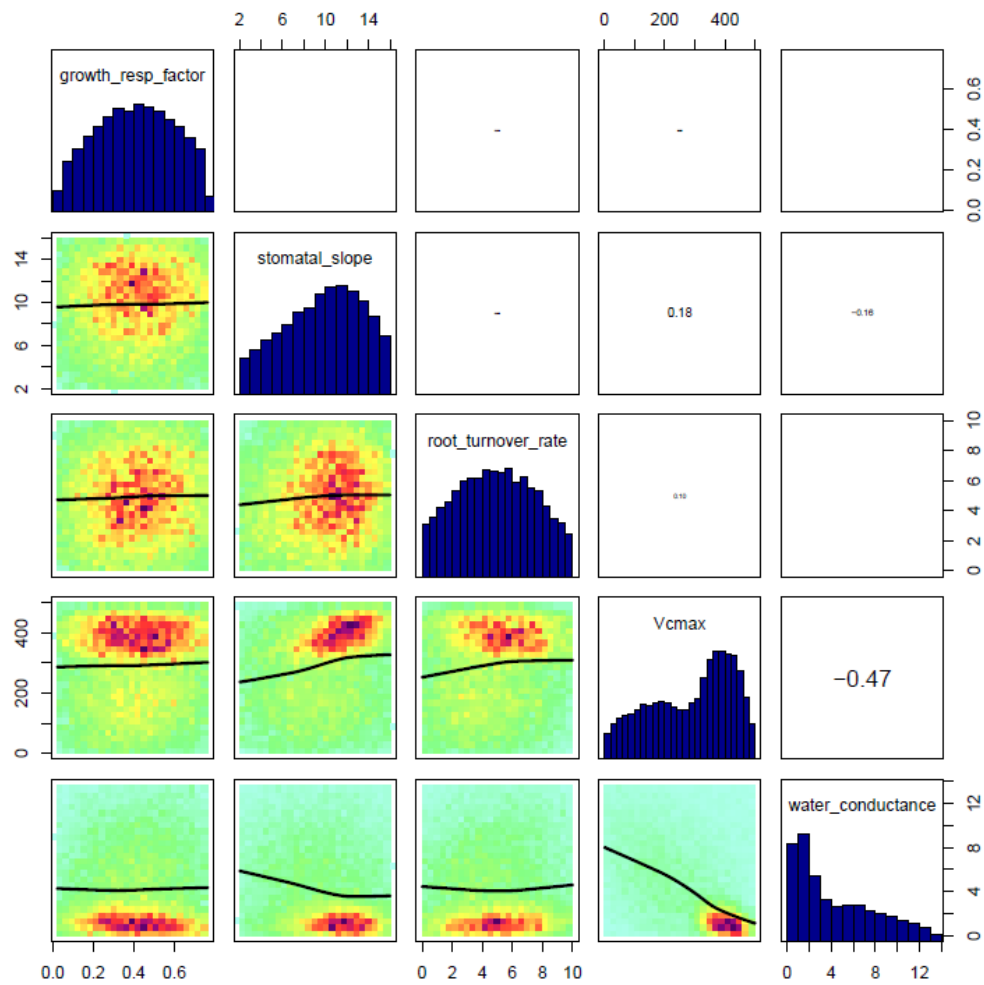 2 6 10 14 0 200 400
growth_resp_factor
- -
0.0 0.2 0.4 0.6
stomatal_slope
2 6 10 14
- 0.18 −0.16
root_turnover_rate
0.10
0 2 4 6 8 10
Vcmax
0 200 400
−0.47
water_conductance
0 4 8 12
0.0 0.2 0.4 0.6 0 2 4 6 8 10 0 4 8 12